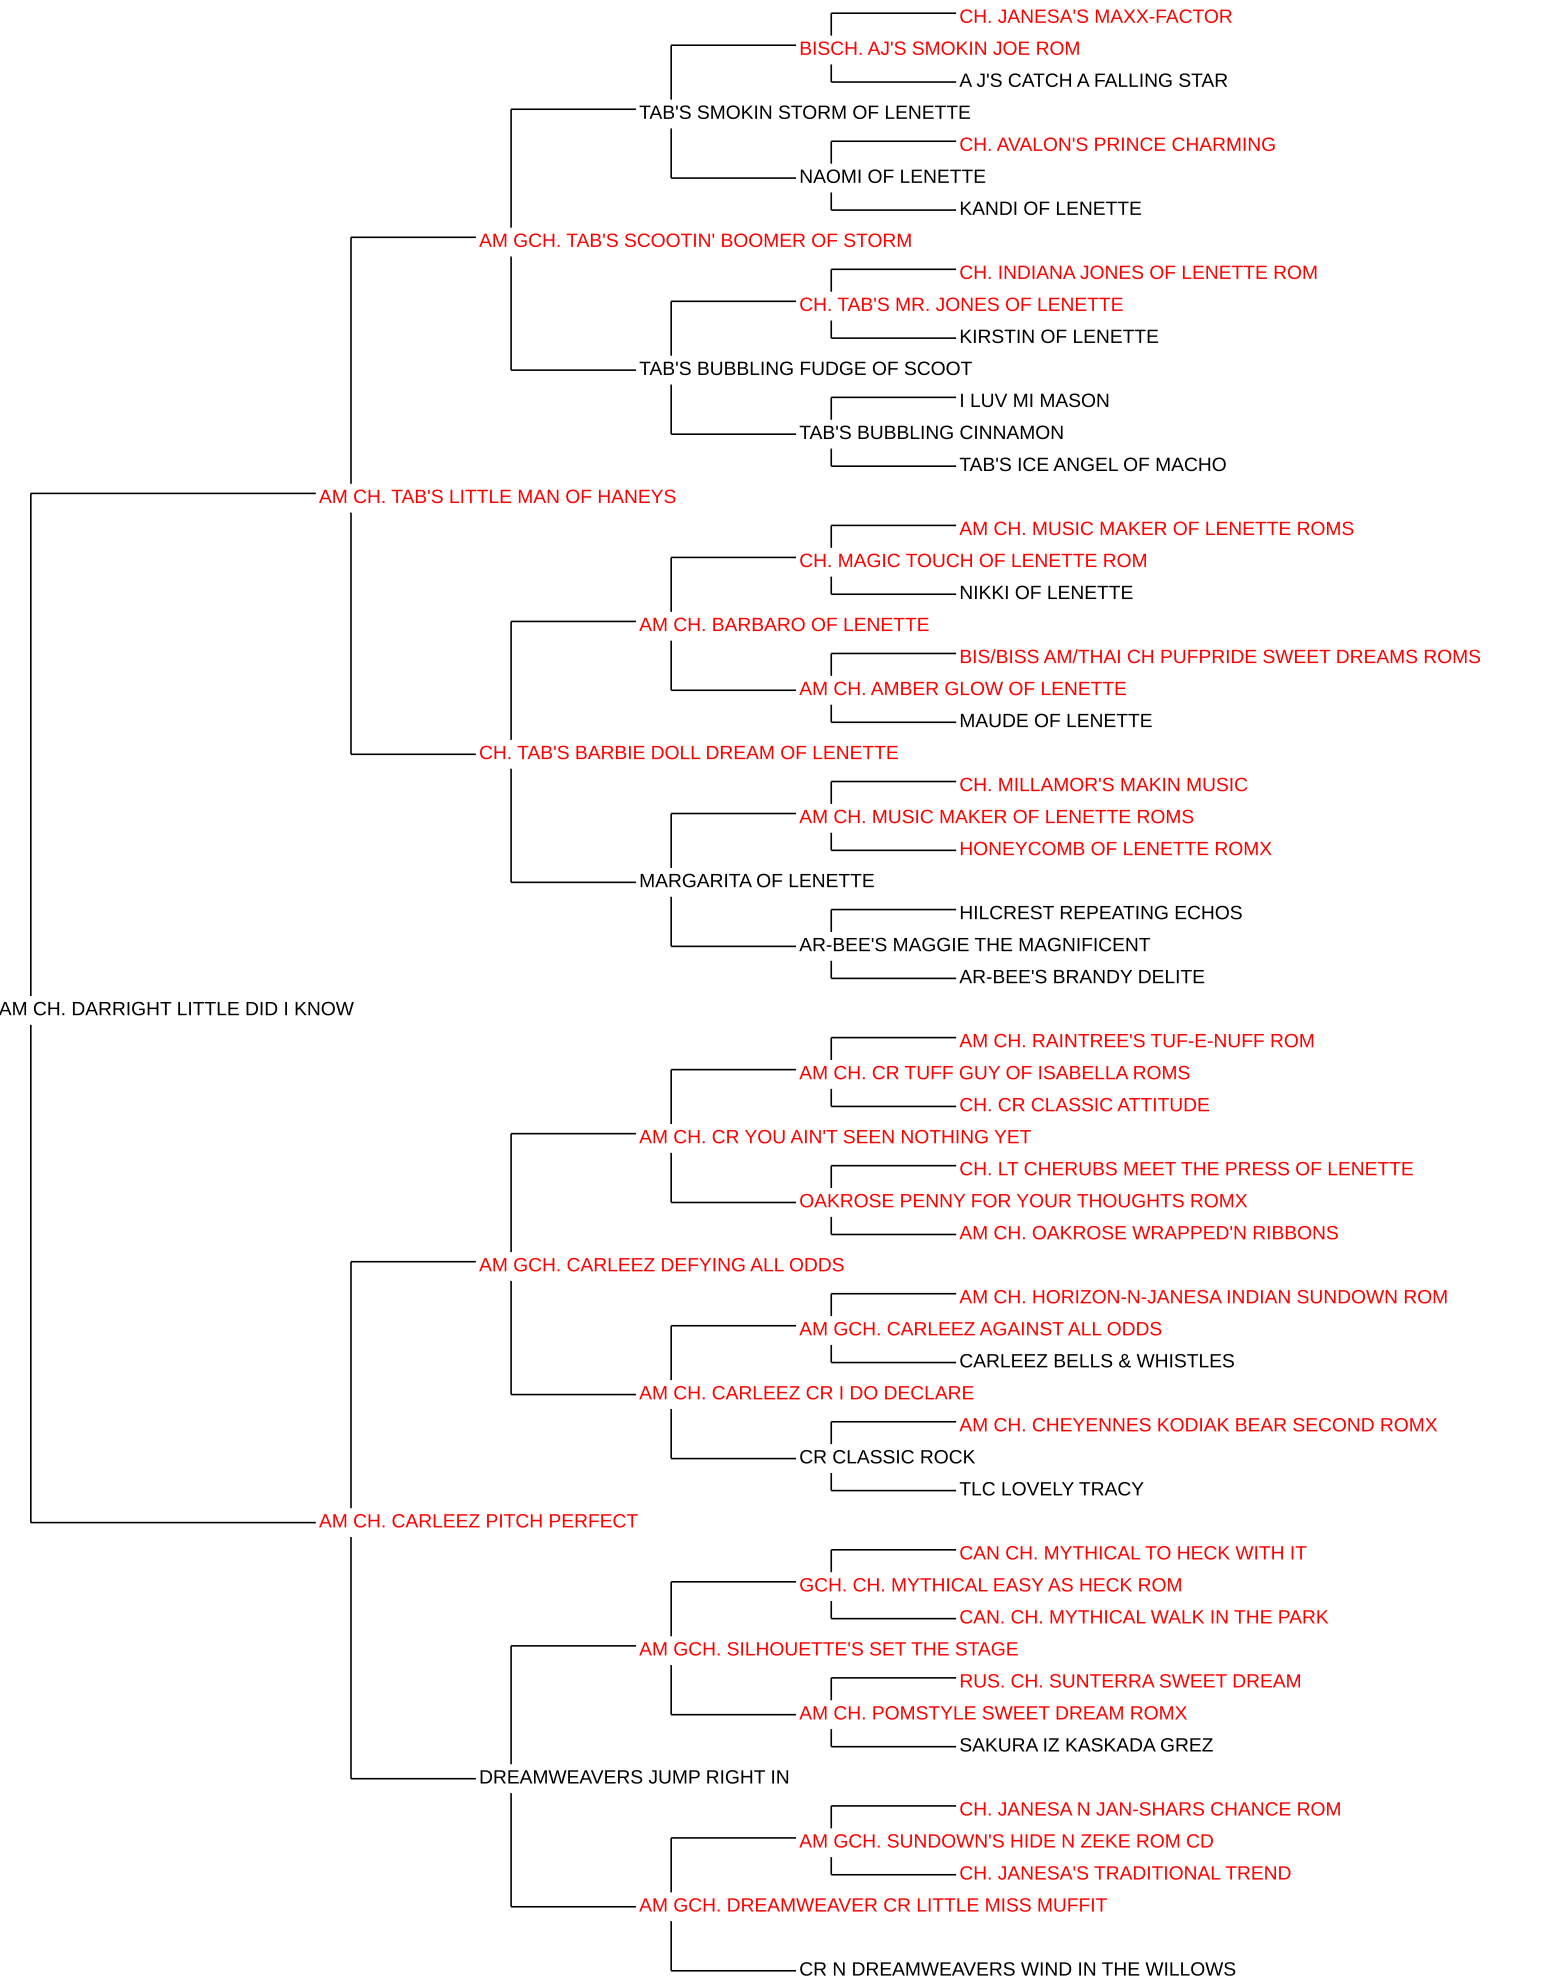 CH. JANESA'S MAXX-FACTOR
BISCH. AJ'S SMOKIN JOE ROM
A J'S CATCH A FALLING STAR
TAB'S SMOKIN STORM OF LENETTE
CH. AVALON'S PRINCE CHARMING
NAOMI OF LENETTE
KANDI OF LENETTE
AM GCH. TAB'S SCOOTIN' BOOMER OF STORM
CH. INDIANA JONES OF LENETTE ROM
CH. TAB'S MR. JONES OF LENETTE
KIRSTIN OF LENETTE
TAB'S BUBBLING FUDGE OF SCOOT
I LUV MI MASON
TAB'S BUBBLING CINNAMON
TAB'S ICE ANGEL OF MACHO
AM CH. TAB'S LITTLE MAN OF HANEYS
AM CH. MUSIC MAKER OF LENETTE ROMS
CH. MAGIC TOUCH OF LENETTE ROM
NIKKI OF LENETTE
AM CH. BARBARO OF LENETTE
BIS/BISS AM/THAI CH PUFPRIDE SWEET DREAMS ROMS
AM CH. AMBER GLOW OF LENETTE
MAUDE OF LENETTE
CH. TAB'S BARBIE DOLL DREAM OF LENETTE
CH. MILLAMOR'S MAKIN MUSIC
AM CH. MUSIC MAKER OF LENETTE ROMS
HONEYCOMB OF LENETTE ROMX
MARGARITA OF LENETTE
HILCREST REPEATING ECHOS
AR-BEE'S MAGGIE THE MAGNIFICENT
AR-BEE'S BRANDY DELITE
AM CH. DARRIGHT LITTLE DID I KNOW
AM CH. RAINTREE'S TUF-E-NUFF ROM
AM CH. CR TUFF GUY OF ISABELLA ROMS
CH. CR CLASSIC ATTITUDE
AM CH. CR YOU AIN'T SEEN NOTHING YET
CH. LT CHERUBS MEET THE PRESS OF LENETTE
OAKROSE PENNY FOR YOUR THOUGHTS ROMX
AM CH. OAKROSE WRAPPED'N RIBBONS
AM GCH. CARLEEZ DEFYING ALL ODDS
AM CH. HORIZON-N-JANESA INDIAN SUNDOWN ROM
AM GCH. CARLEEZ AGAINST ALL ODDS
CARLEEZ BELLS & WHISTLES
AM CH. CARLEEZ CR I DO DECLARE
AM CH. CHEYENNES KODIAK BEAR SECOND ROMX
CR CLASSIC ROCK
TLC LOVELY TRACY
AM CH. CARLEEZ PITCH PERFECT
CAN CH. MYTHICAL TO HECK WITH IT
GCH. CH. MYTHICAL EASY AS HECK ROM
CAN. CH. MYTHICAL WALK IN THE PARK
AM GCH. SILHOUETTE'S SET THE STAGE
RUS. CH. SUNTERRA SWEET DREAM
AM CH. POMSTYLE SWEET DREAM ROMX
SAKURA IZ KASKADA GREZ
DREAMWEAVERS JUMP RIGHT IN
CH. JANESA N JAN-SHARS CHANCE ROM
AM GCH. SUNDOWN'S HIDE N ZEKE ROM CD
CH. JANESA'S TRADITIONAL TREND
AM GCH. DREAMWEAVER CR LITTLE MISS MUFFIT
CR N DREAMWEAVERS WIND IN THE WILLOWS